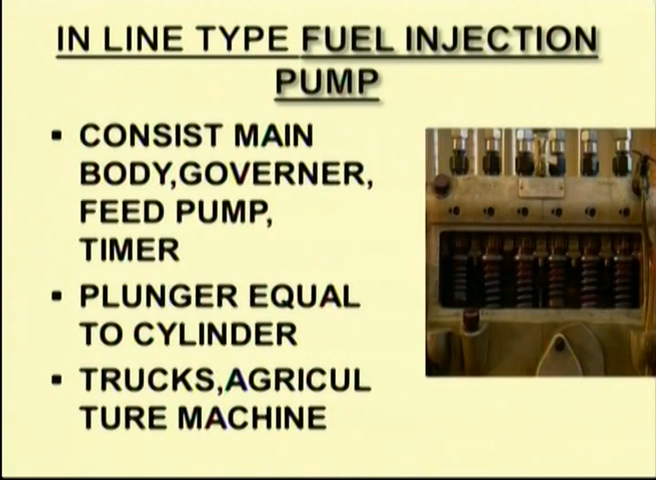 IN LINE TYPE FUEL INJECTION
PUMP
▪ CONSIST MAIN
BODY,GOVERNER,
FEED PUMP,
TIMER
▪ PLUNGER EQUAL
TO CYLINDER
▪ TRUCKS,AGRICUL
TURE MACHINE